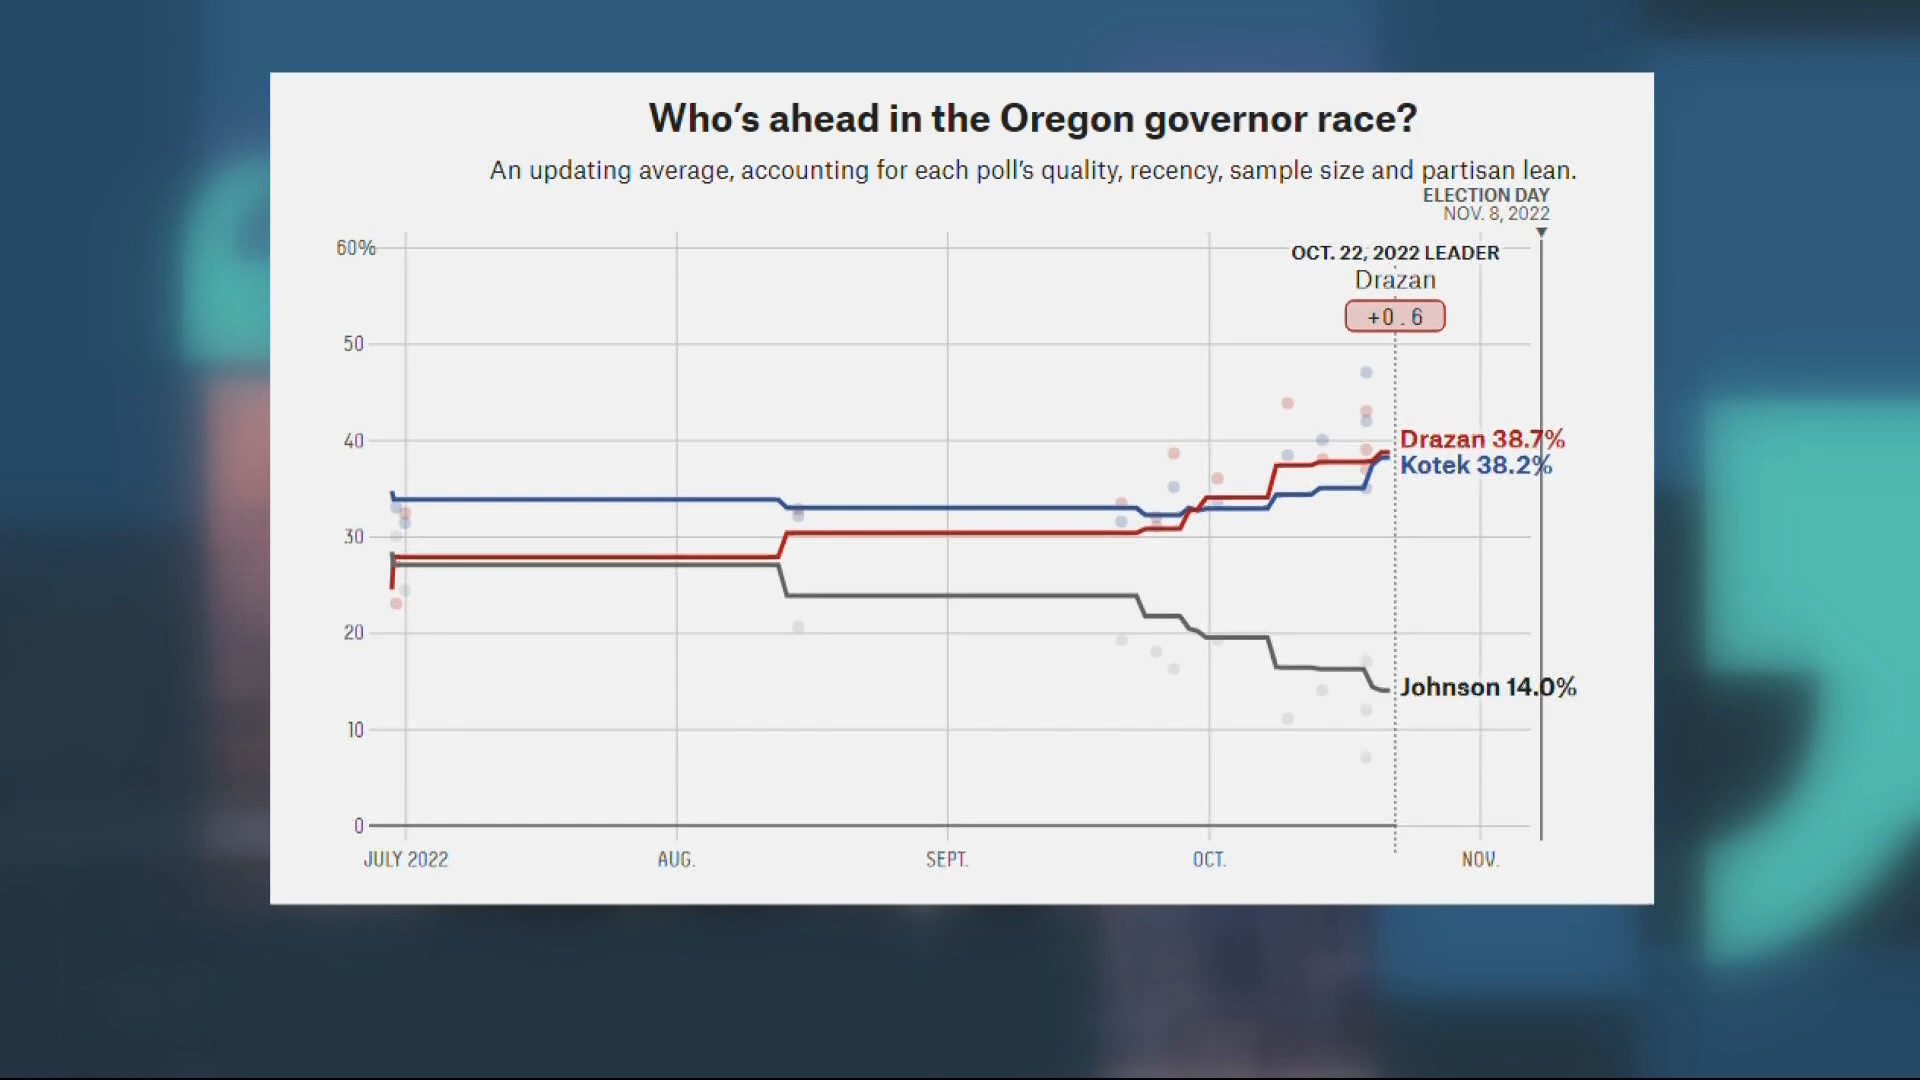 Who's ahead in the Oregon governor race?
An updating average, accounting for each poll's quality, recency, sample size and partisan lean.
ELECTION DAY
NOV. 8, 2022
60%
OCT. 22, 2022 LEADER
Drazan
+0.6
50
40
Drazan 38.7%
Kotek 38.2%
30
20
Johnson 14.0%
10
0
JULY 2022 AUG. SEPT. OCT. NOV.